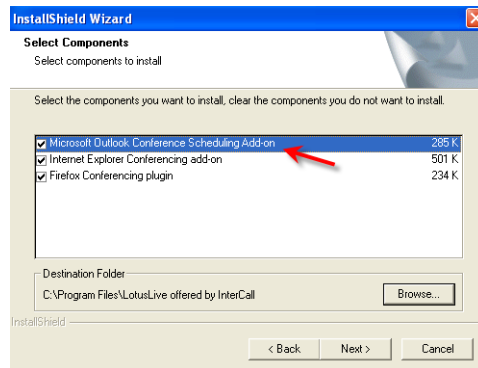 InstallShield Wizard
Select Components
Select components to install
Select the components you want to install, clear the components you do not want to install.
Microsoft Outlook Conference Scheduling Add-on 285 K
Internet Explorer Conferencing add-on 501 K
Firefox Conferencing plugin 234 K
Destination Folder
C:\Program Files\LotusLive offered by InterCall
Browse...
InstallShield
< Back Next > Cancel